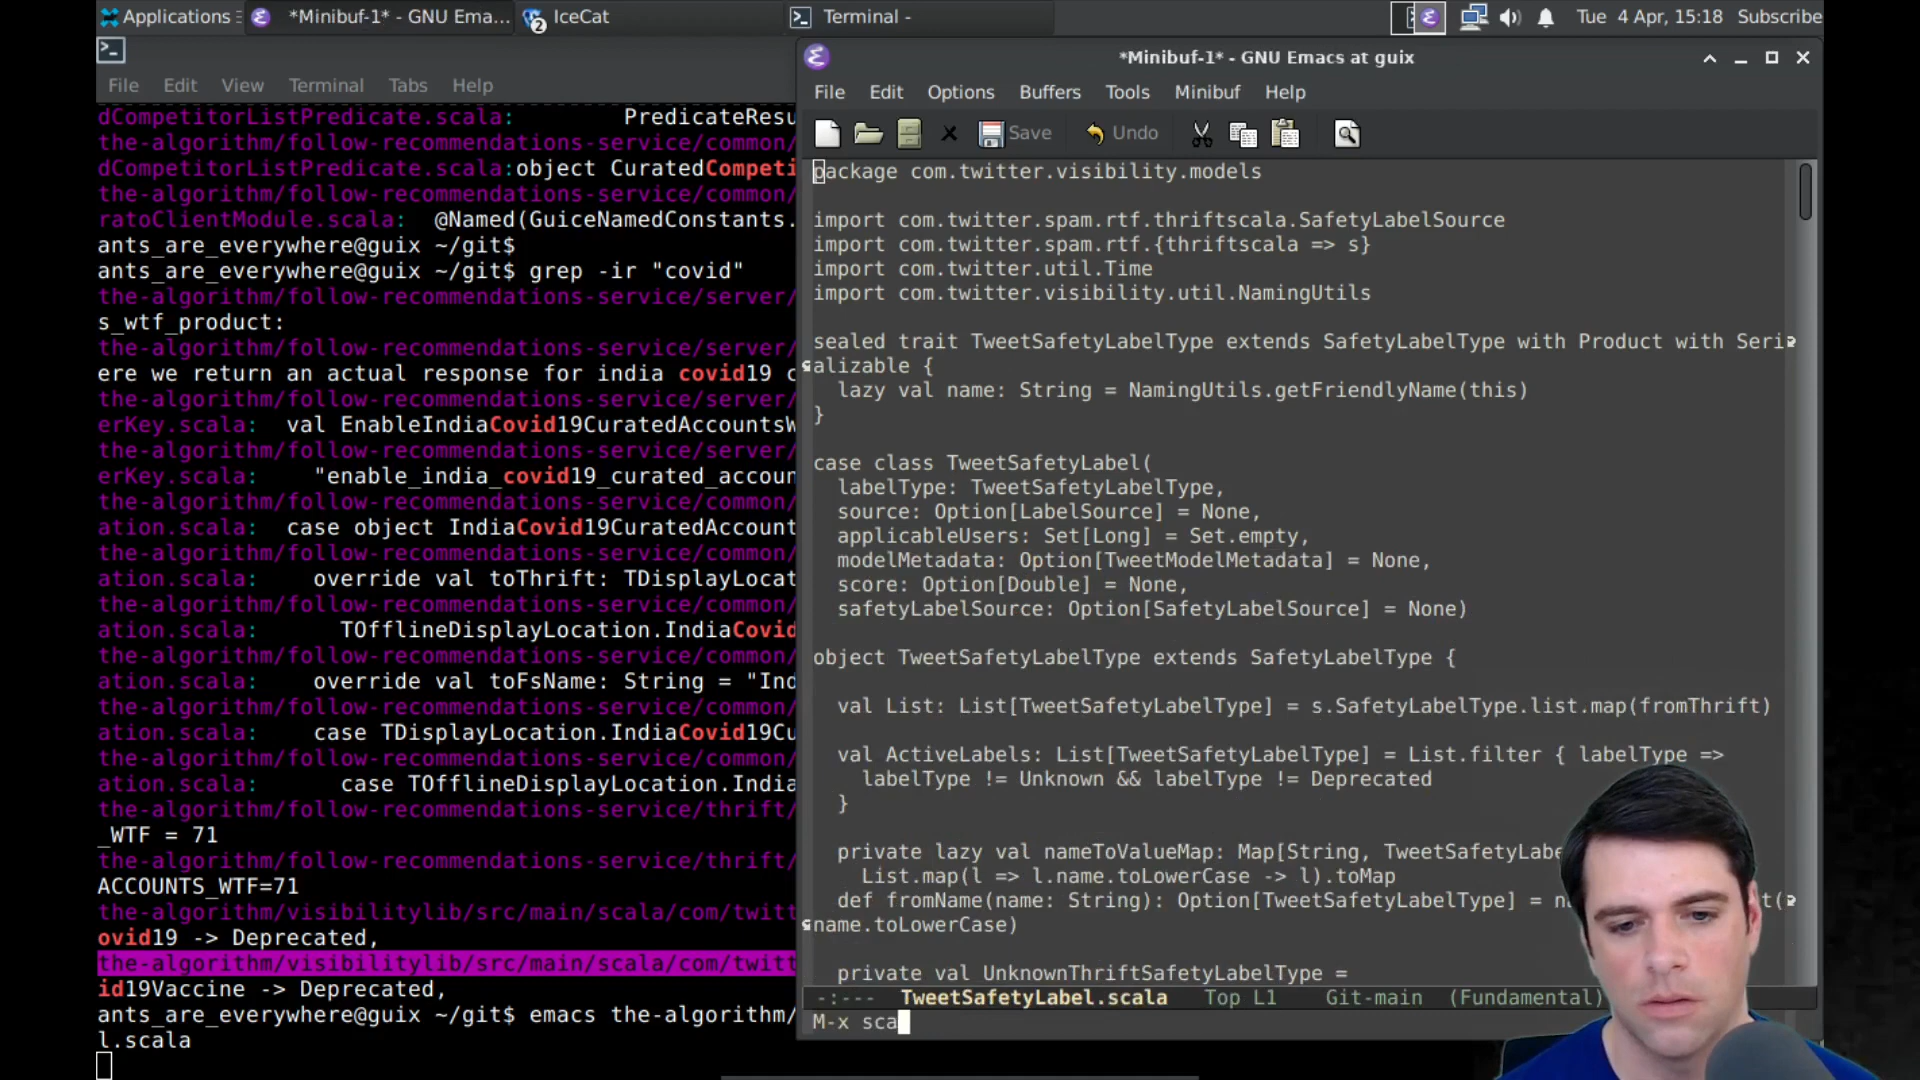 Applications
*Minibuf-1* - GNU Ema...
2
IceCat
Terminal -
Tue 4 Apr, 15:18
Subscribe
File Edit View Terminal Tabs Help
dCompetitorListPredicate.scala: PredicateResu
the-algorithm/follow-recommendations-service/common/
dCompetitorListPredicate.scala:object CuratedCompeti
the-algorithm/follow-recommendations-service/common/
ratoClientModule.scala: @Named(GuiceNamedConstants.
ants_are_everywhere@guix ~/git$
ants_are_everywhere@guix ~/git$ grep -ir "covid"
the-algorithm/follow-recommendations-service/server/
s_wtf_product:
the-algorithm/follow-recommendations-service/server/
ere we return an actual response for india covid19 c
the-algorithm/follow-recommendations-service/server/
erKey.scala: val EnableIndiaCovid19CuratedAccountsW
the-algorithm/follow-recommendations-service/server/
erKey.scala: "enable_india_covid19_curated_accoun
the-algorithm/follow-recommendations-service/common/
ation.scala: case object IndiaCovid19CuratedAccount
the-algorithm/follow-recommendations-service/common/
ation.scala: override val toThrift: TDisplayLocat
the-algorithm/follow-recommendations-service/common/
ation.scala: TOfflineDisplayLocation.IndiaCovid
the-algorithm/follow-recommendations-service/common/
ation.scala: override val toFsName: String = "Ind
the-algorithm/follow-recommendations-service/common/
ation.scala: case TDisplayLocation.IndiaCovid19Cu
the-algorithm/follow-recommendations-service/common/
ation.scala: case TOfflineDisplayLocation.India
the-algorithm/follow-recommendations-service/thrift/
_WTF = 71
the-algorithm/follow-recommendations-service/thrift/
ACCOUNTS_WTF=71
the-algorithm/visibilitylib/src/main/scala/com/twitt
ovid19 -> Deprecated,
the-algorithm/visibilitylib/src/main/scala/com/twitt
id19Vaccine -> Deprecated,
ants_are_everywhere@guix ~/git$ emacs the-algorithm/
l.scala
*Minibuf-1* - GNU Emacs at guix
File Edit Options Buffers Tools Minibuf Help
Save Undo
package com.twitter.visibility.models
import com.twitter.spam.rtf.thriftscala.SafetyLabelSource
import com.twitter.spam.rtf.{thriftscala => s}
import com.twitter.util.Time
import com.twitter.visibility.util.NamingUtils
sealed trait TweetSafetyLabelType extends SafetyLabelType with Product with Seri
alizable {
lazy val name: String = NamingUtils.getFriendlyName(this)
}
case class TweetSafetyLabel(
labelType: TweetSafetyLabelType,
source: Option[LabelSource] = None,
applicableUsers: Set[Long] = Set.empty,
modelMetadata: Option[TweetModelMetadata] = None,
score: Option[Double] = None,
safetyLabelSource: Option[SafetyLabelSource] = None)
object TweetSafetyLabelType extends SafetyLabelType {
val List: List[TweetSafetyLabelType] = s.SafetyLabelType.list.map(fromThrift)
val ActiveLabels: List[TweetSafetyLabelType] = List.filter { labelType =>
labelType != Unknown && labelType != Deprecated
}
private lazy val nameToValueMap: Map[String, TweetSafetyLabe
List.map(l => l.name.toLowerCase -> l).toMap
def fromName(name: String): Option[TweetSafetyLabelType] = n t(
name.toLowerCase)
private val UnknownThriftSafetyLabelType =
-:--- TweetSafetyLabel.scala Top L1 Git-main (Fundamental)
M-x sca